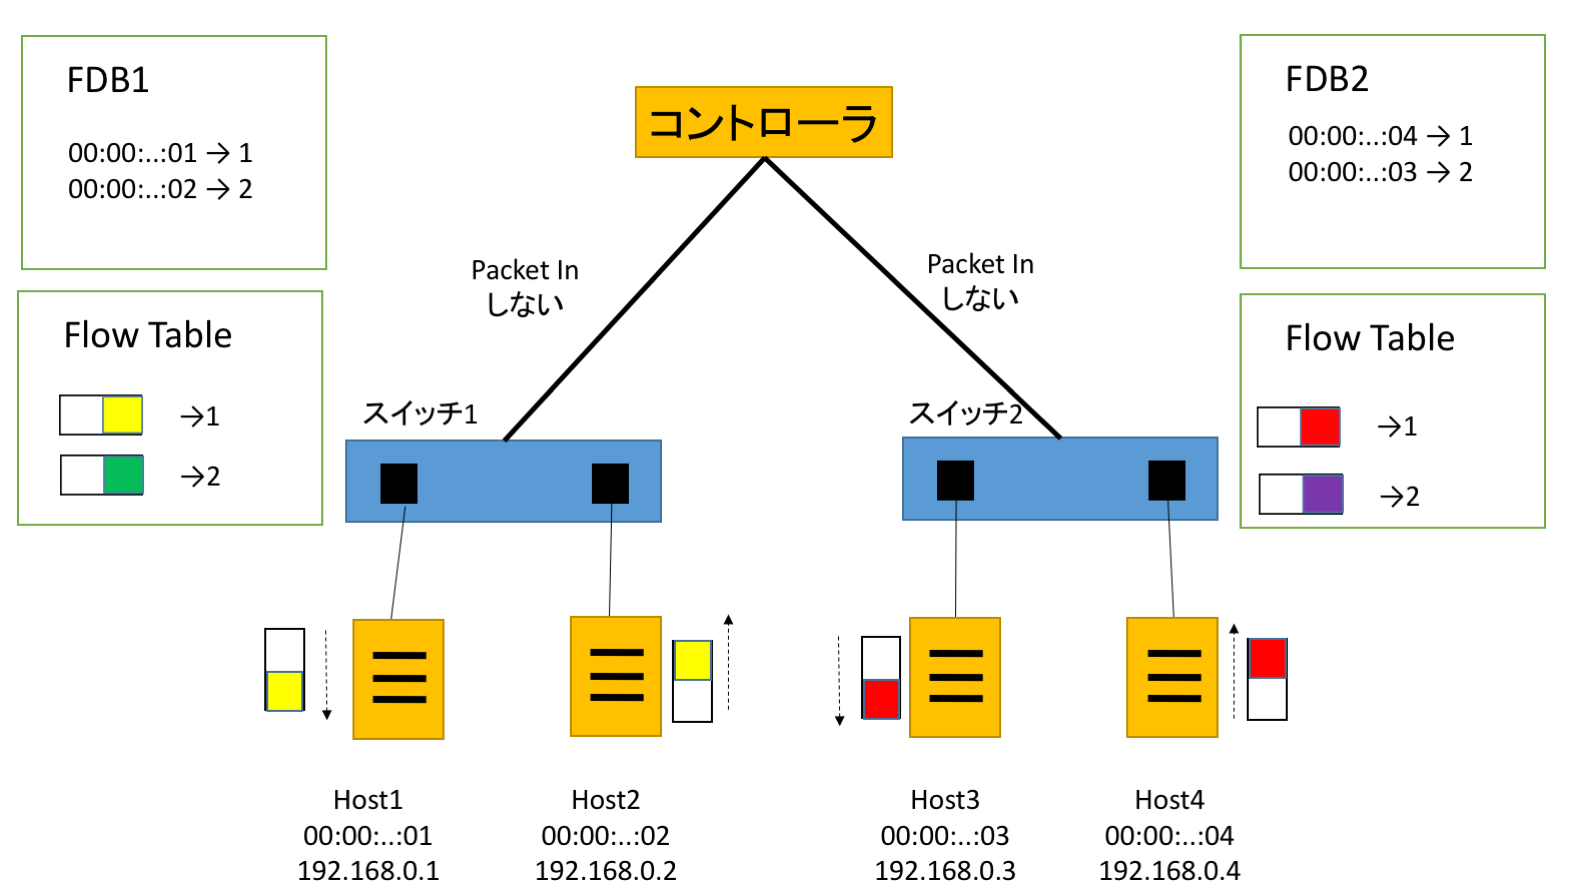 FDB1
00:00:..:01→1
00:00:..:02→2
Flow Table
→1
→2
コントローラ
Packet In
しない
Packet In
しない
FDB2
00:00:..:04→1
00:00:..:03→2
Flow Table
→1
→2
スイッチ1
スイッチ2
Host1
00:00:..:01
192.168.0.1
Host2
00:00:..:02
192.168.0.2
Host3
00:00:..:03
192.168.0.3
Host4
00:00:..:04
192.168.0.4